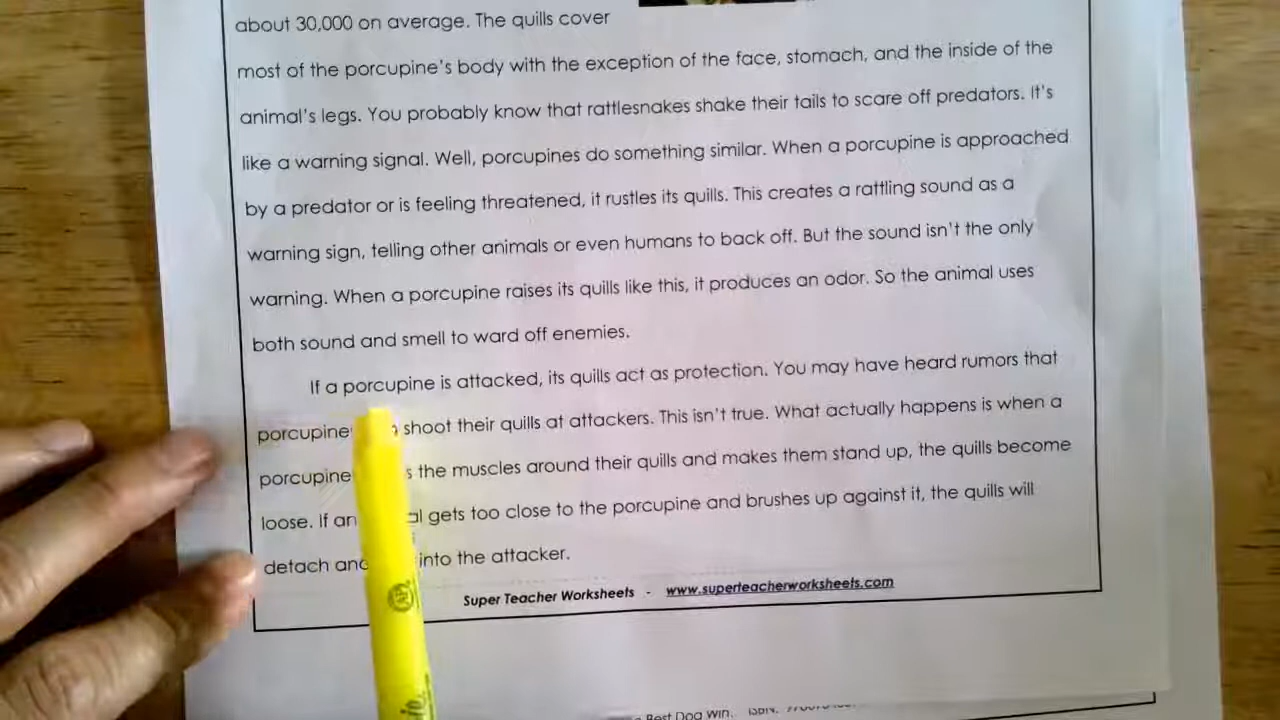 about 30,000 on average. The quills cover
most of the porcupine's body with the exception of the face, stomach, and the inside of the
animal's legs. You probably know that rattlesnakes shake their tails to scare off predators. It's
like a warning signal. Well, porcupines do something similar. When a porcupine is approached
by a predator or is feeling threatened, it rustles its quills. This creates a rattling sound as a
warning sign, telling other animals or even humans to back off. But the sound isn't the only
warning. When a porcupine raises its quills like this, it produces an odor. So the animal uses
both sound and smell to ward off enemies.
If a porcupine is attacked, its quills act as protection. You may have heard rumors that
porcupine shoot their quills at attackers. This isn't true. What actually happens is when a
porcupine the muscles around their quills and makes them stand up, the quills become
loose. If an gets too close to the porcupine and brushes up against it, the quills will
detach into the attacker.
Super Teacher Worksheets - www.superteacherworksheets.com
Best Dog Win. ISBN: